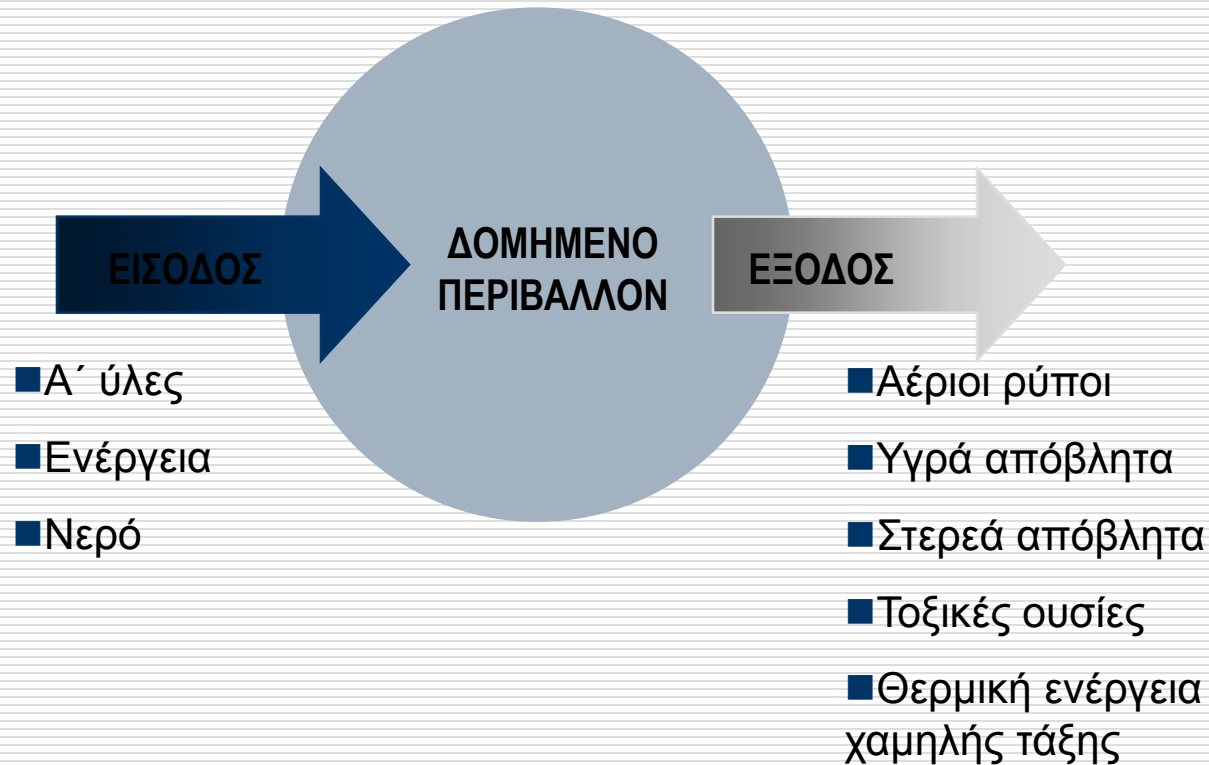 ΕΙΣΟΔΟΣ
ΔΟΜΗΜΕΝΟ
ΠΕΡΙΒΑΛΛΟΝ
ΕΞΟΔΟΣ
■Α΄ ύλες
■Ενέργεια
■Νερό
■Αέριοι ρύποι
■Υγρά απόβλητα
■Στερεά απόβλητα
■Τοξικές ουσίες
■Θερμική ενέργεια
χαμηλής τάξης